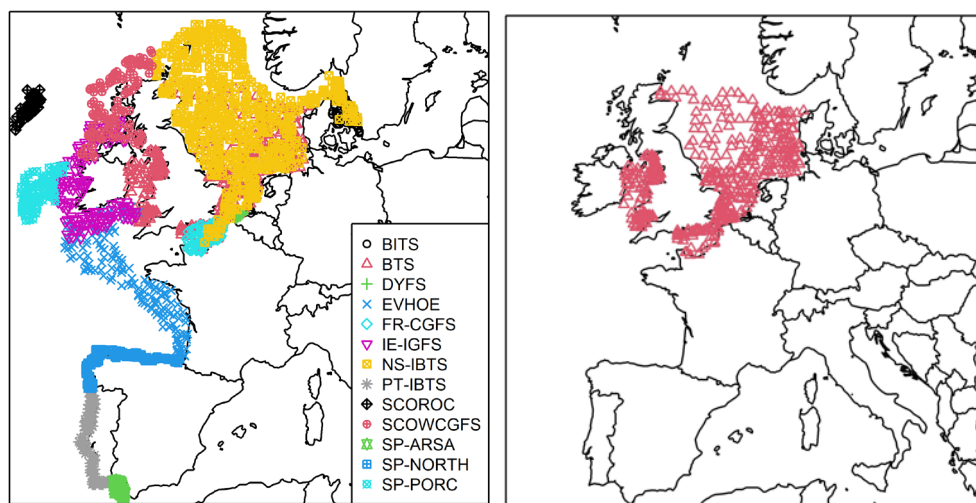 BITS
BTS
DYFS
EVHOE
FR-CGFS
IE-IGFS
NS-IBTS
PT-IBTS
SCOROC
SCOWCGFS
SP-ARSA
SP-NORTH
SP-PORC